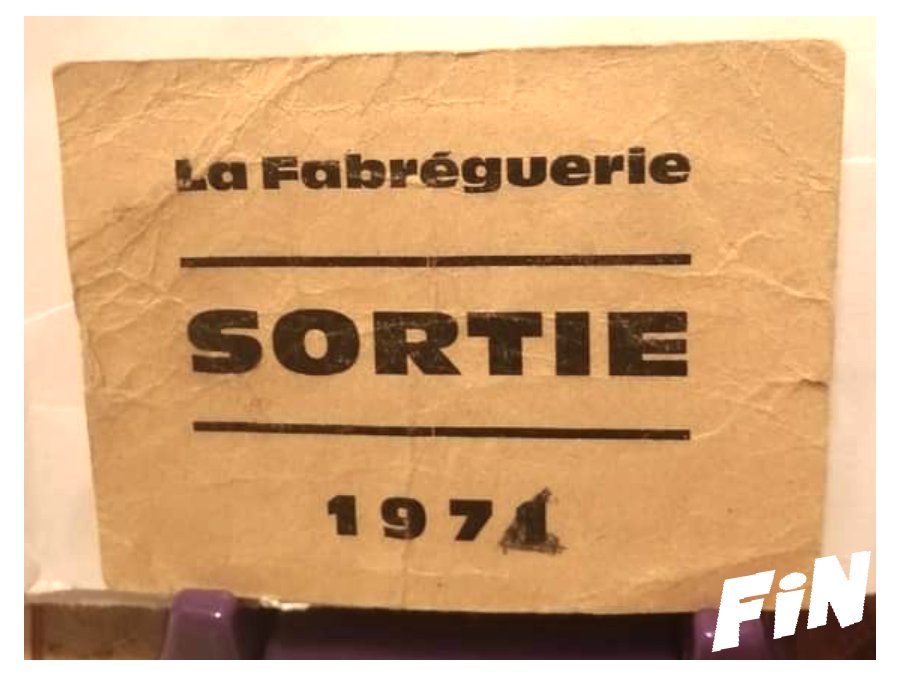 La Fabréguerie
SORTIE
1971
FiN